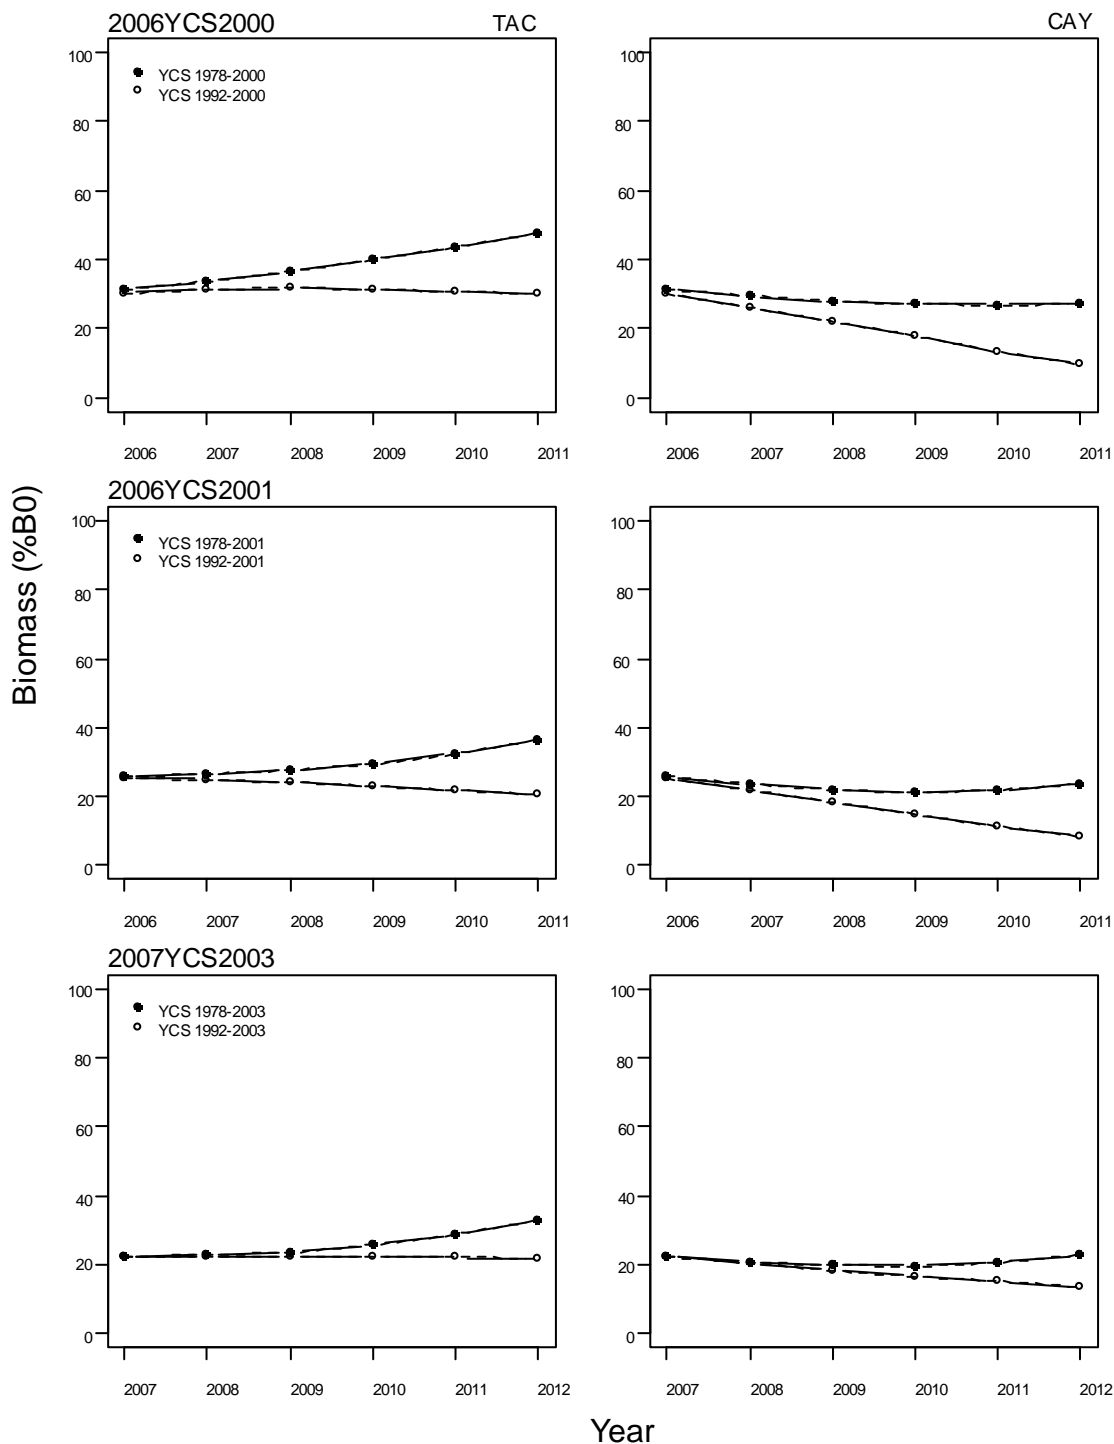 2006YCS2000 TAC CAY
100 100
YCS 1978-2000
YCS 1992-2000
80 80
60 60
40 40
20 20
0 0
2006 2007 2008 2009 2010 2011 2006 2007 2008 2009 2010 2011
2006YCS2001
100 100
YCS 1978-2001
YCS 1992-2001
80 80
60 60
40 40
20 20
0 0
2006 2007 2008 2009 2010 2011 2006 2007 2008 2009 2010 2011
Biomass (%B0)
2007YCS2003
100 100
YCS 1978-2003
YCS 1992-2003
80 80
60 60
40 40
20 20
0 0
2007 2008 2009 2010 2011 2012 2007 2008 2009 2010 2011 2012
Year